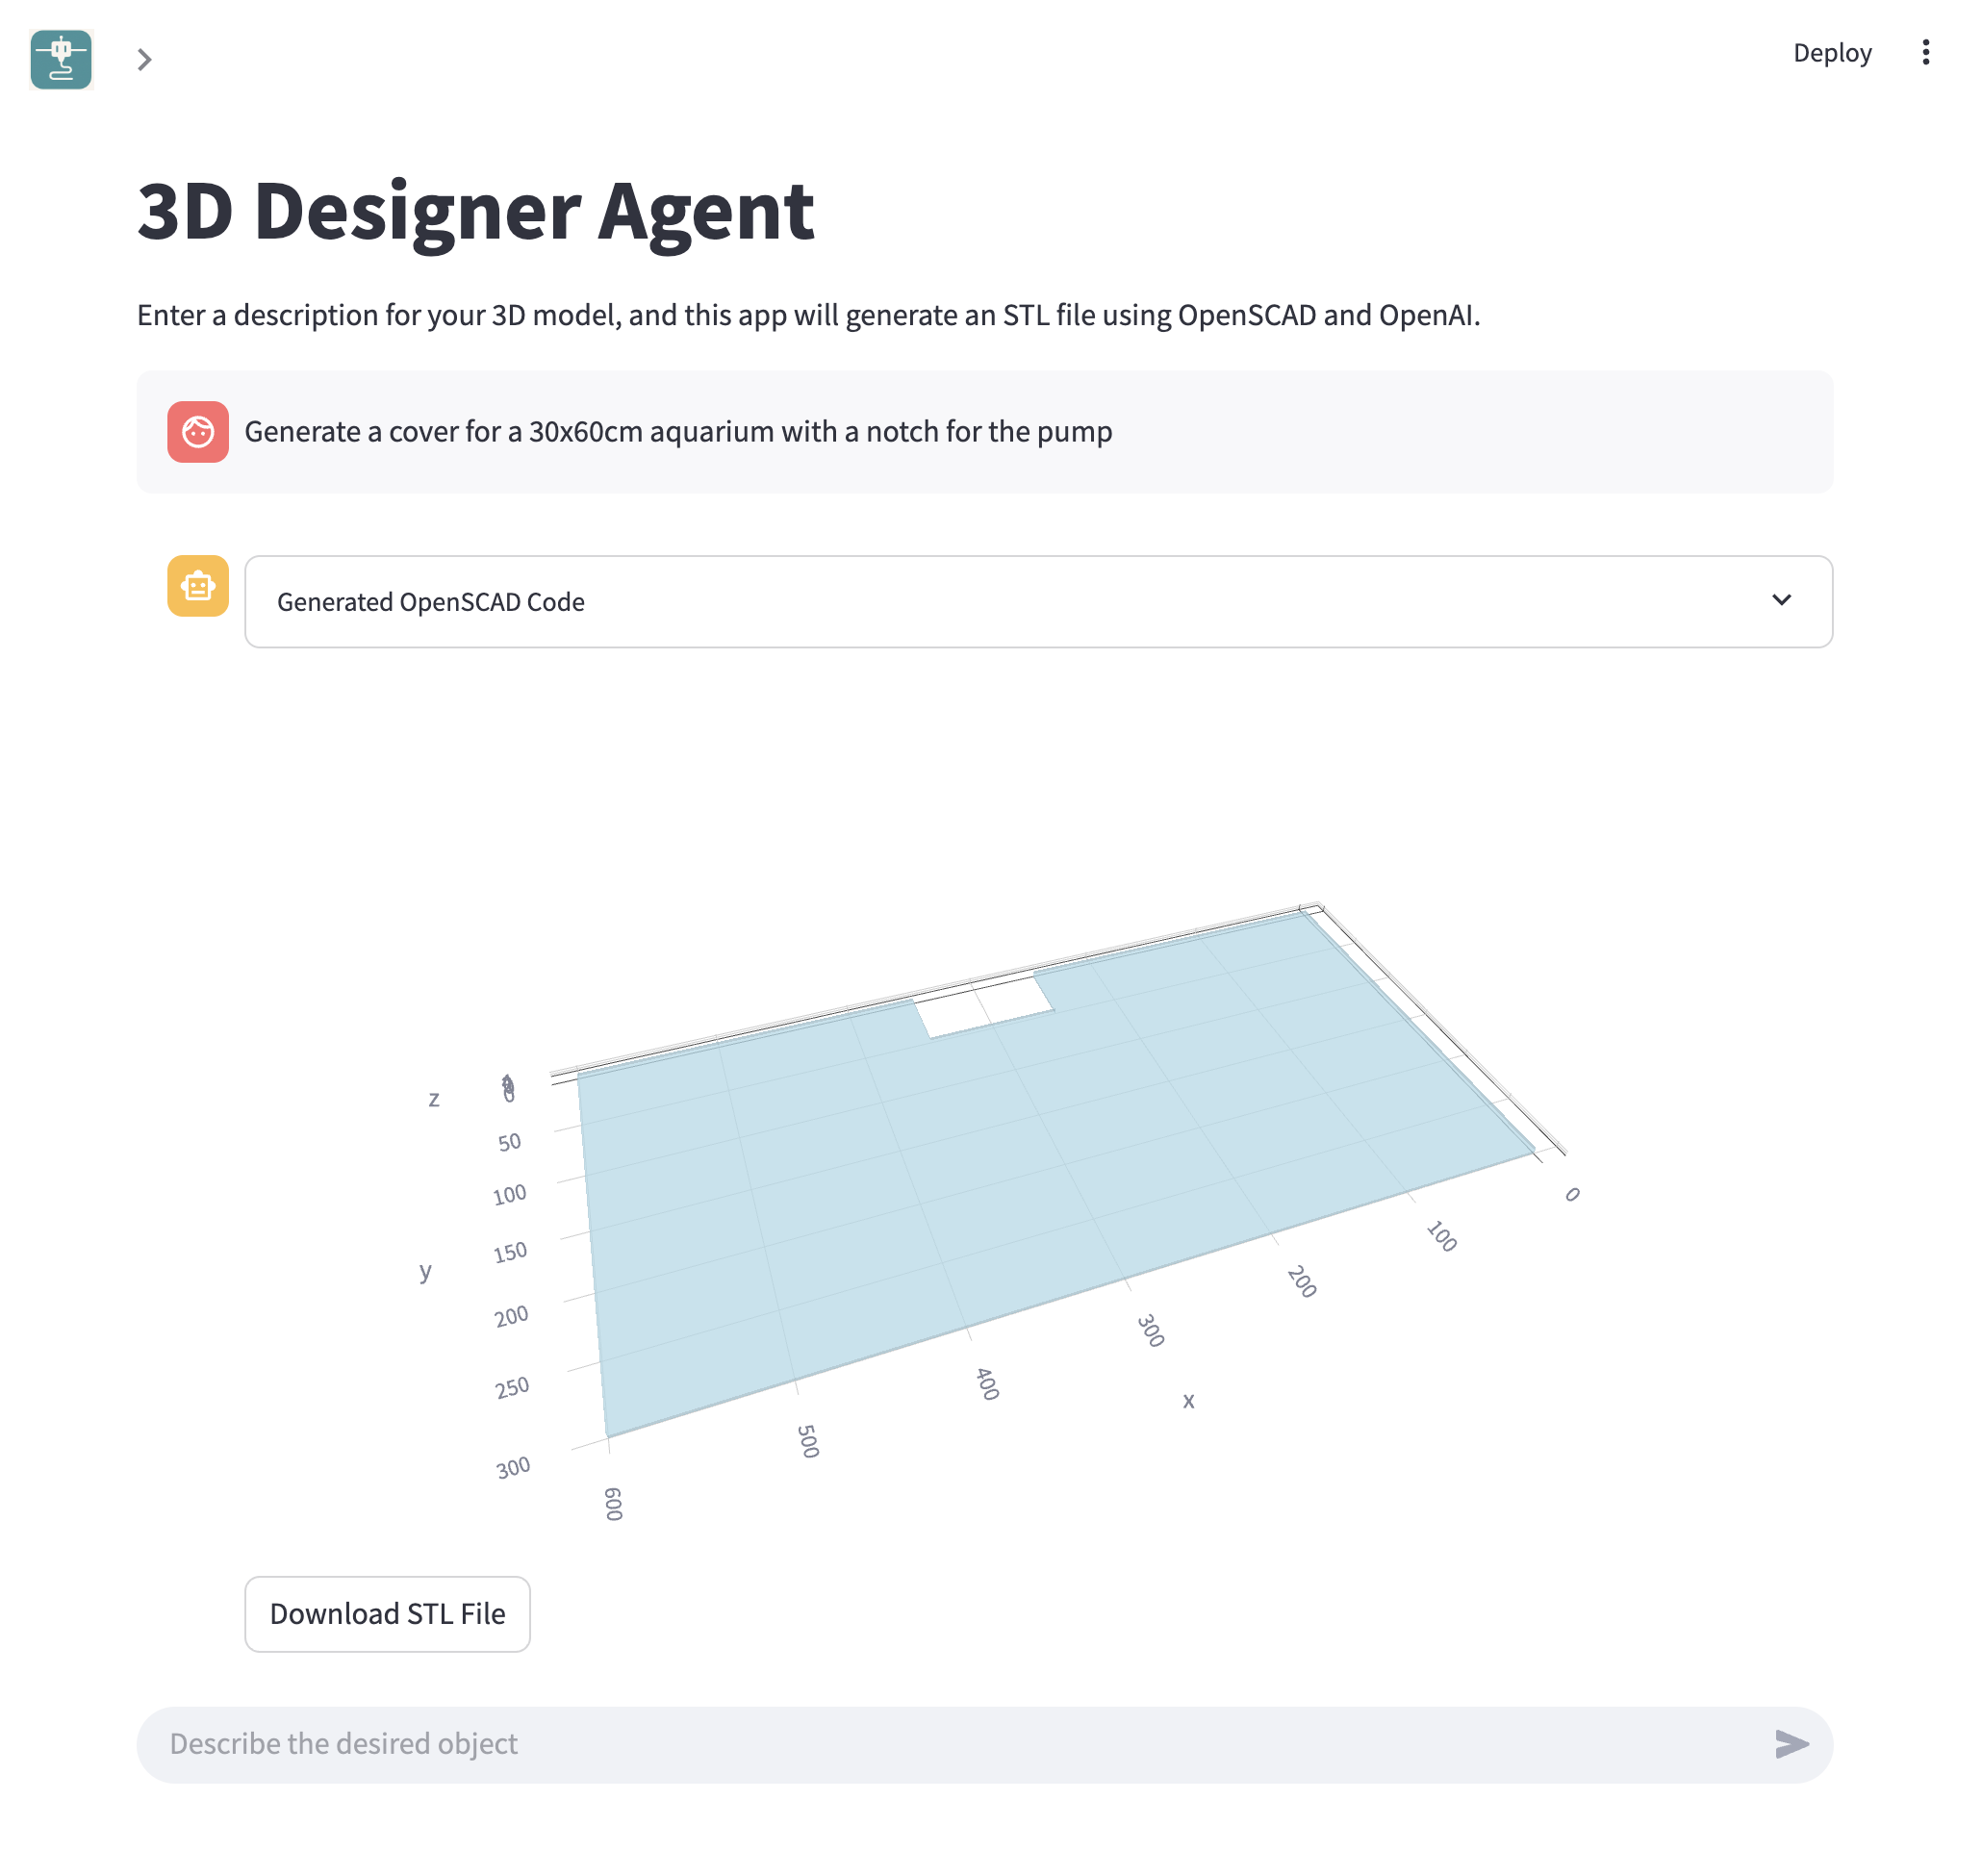 Deploy
3D Designer Agent
Enter a description for your 3D model, and this app will generate an STL file using OpenSCAD and OpenAI.
Generate a cover for a 30x60cm aquarium with a notch for the pump
Generated OpenSCAD Code
z
0
50
100
150
y
200
250
300
0
100
200
300
400
x
500
600
Download STL File
Describe the desired object